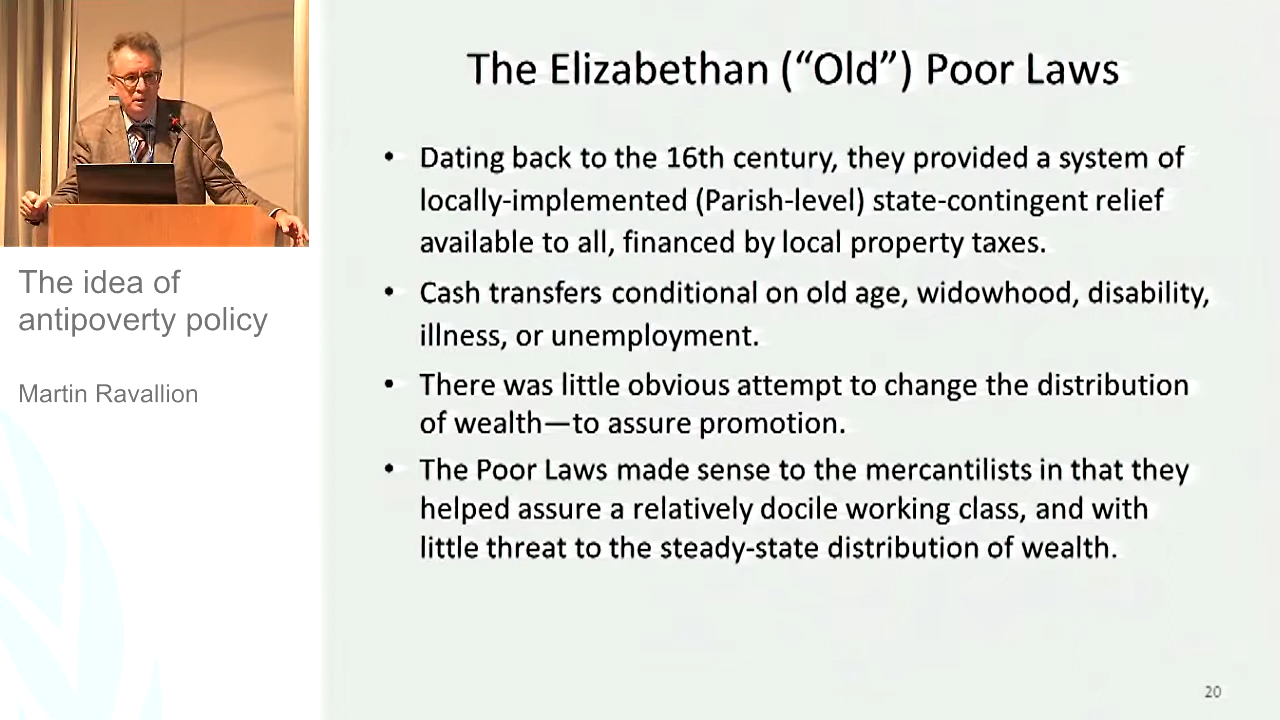 The idea of
antipoverty policy
Martin Ravallion
The Elizabethan (“Old”) Poor Laws
• Dating back to the 16th century, they provided a system of
locally-implemented (Parish-level) state-contingent relief
available to all, financed by local property taxes.
• Cash transfers conditional on old age, widowhood, disability,
illness, or unemployment.
• There was little obvious attempt to change the distribution
of wealth—to assure promotion.
• The Poor Laws made sense to the mercantilists in that they
helped assure a relatively docile working class, and with
little threat to the steady-state distribution of wealth.
20